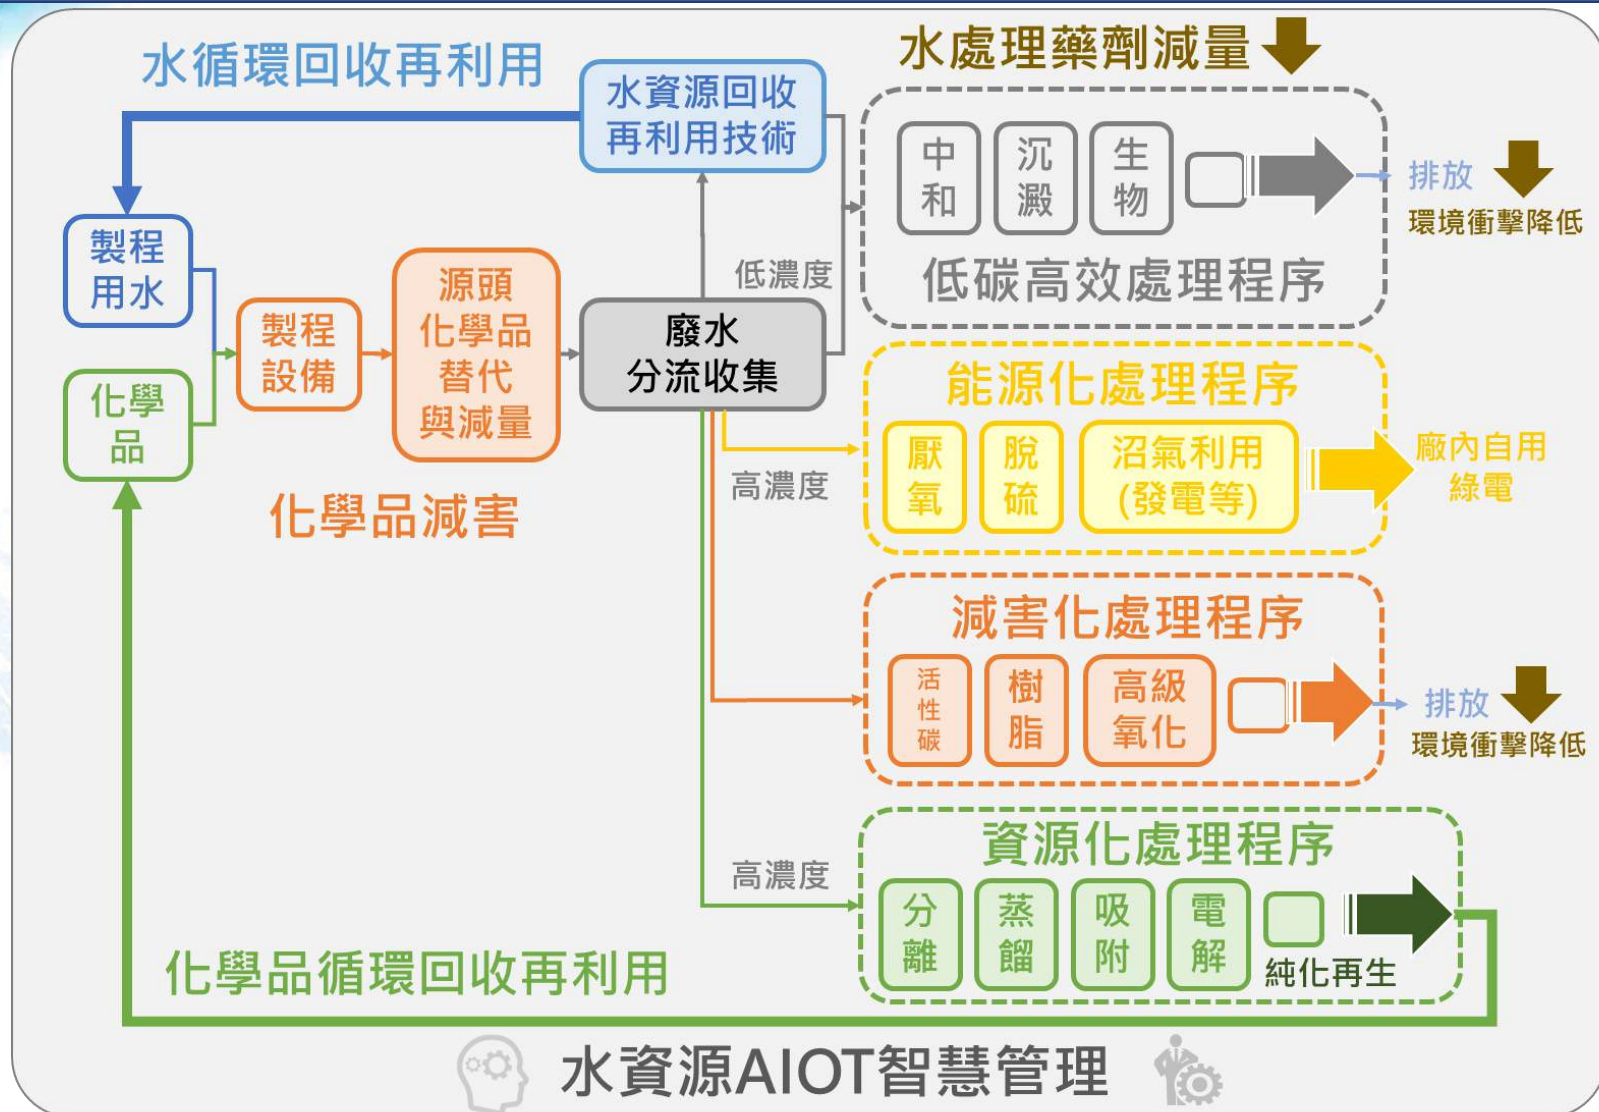 水循環回收再利用
水資源回收
再利用技術
水處理藥劑減量
中
和
沉
澱
生
物
低碳高效處理程序
排放
環境衝擊降低
製程
用水
化學
品
製程
設備
源頭
化學品
替代
與減量
化學品減害
低濃度
廢水
分流收集
高濃度
能源化處理程序
厭
氧
脫
硫
沼氣利用
(發電等)
廠內自用
綠電
減害化處理程序
活
性
碳
樹
脂
高級
氧化
排放
環境衝擊降低
高濃度
資源化處理程序
分
離
蒸
餾
吸
附
電
解
純化再生
化學品循環回收再利用
水資源AIOT智慧管理